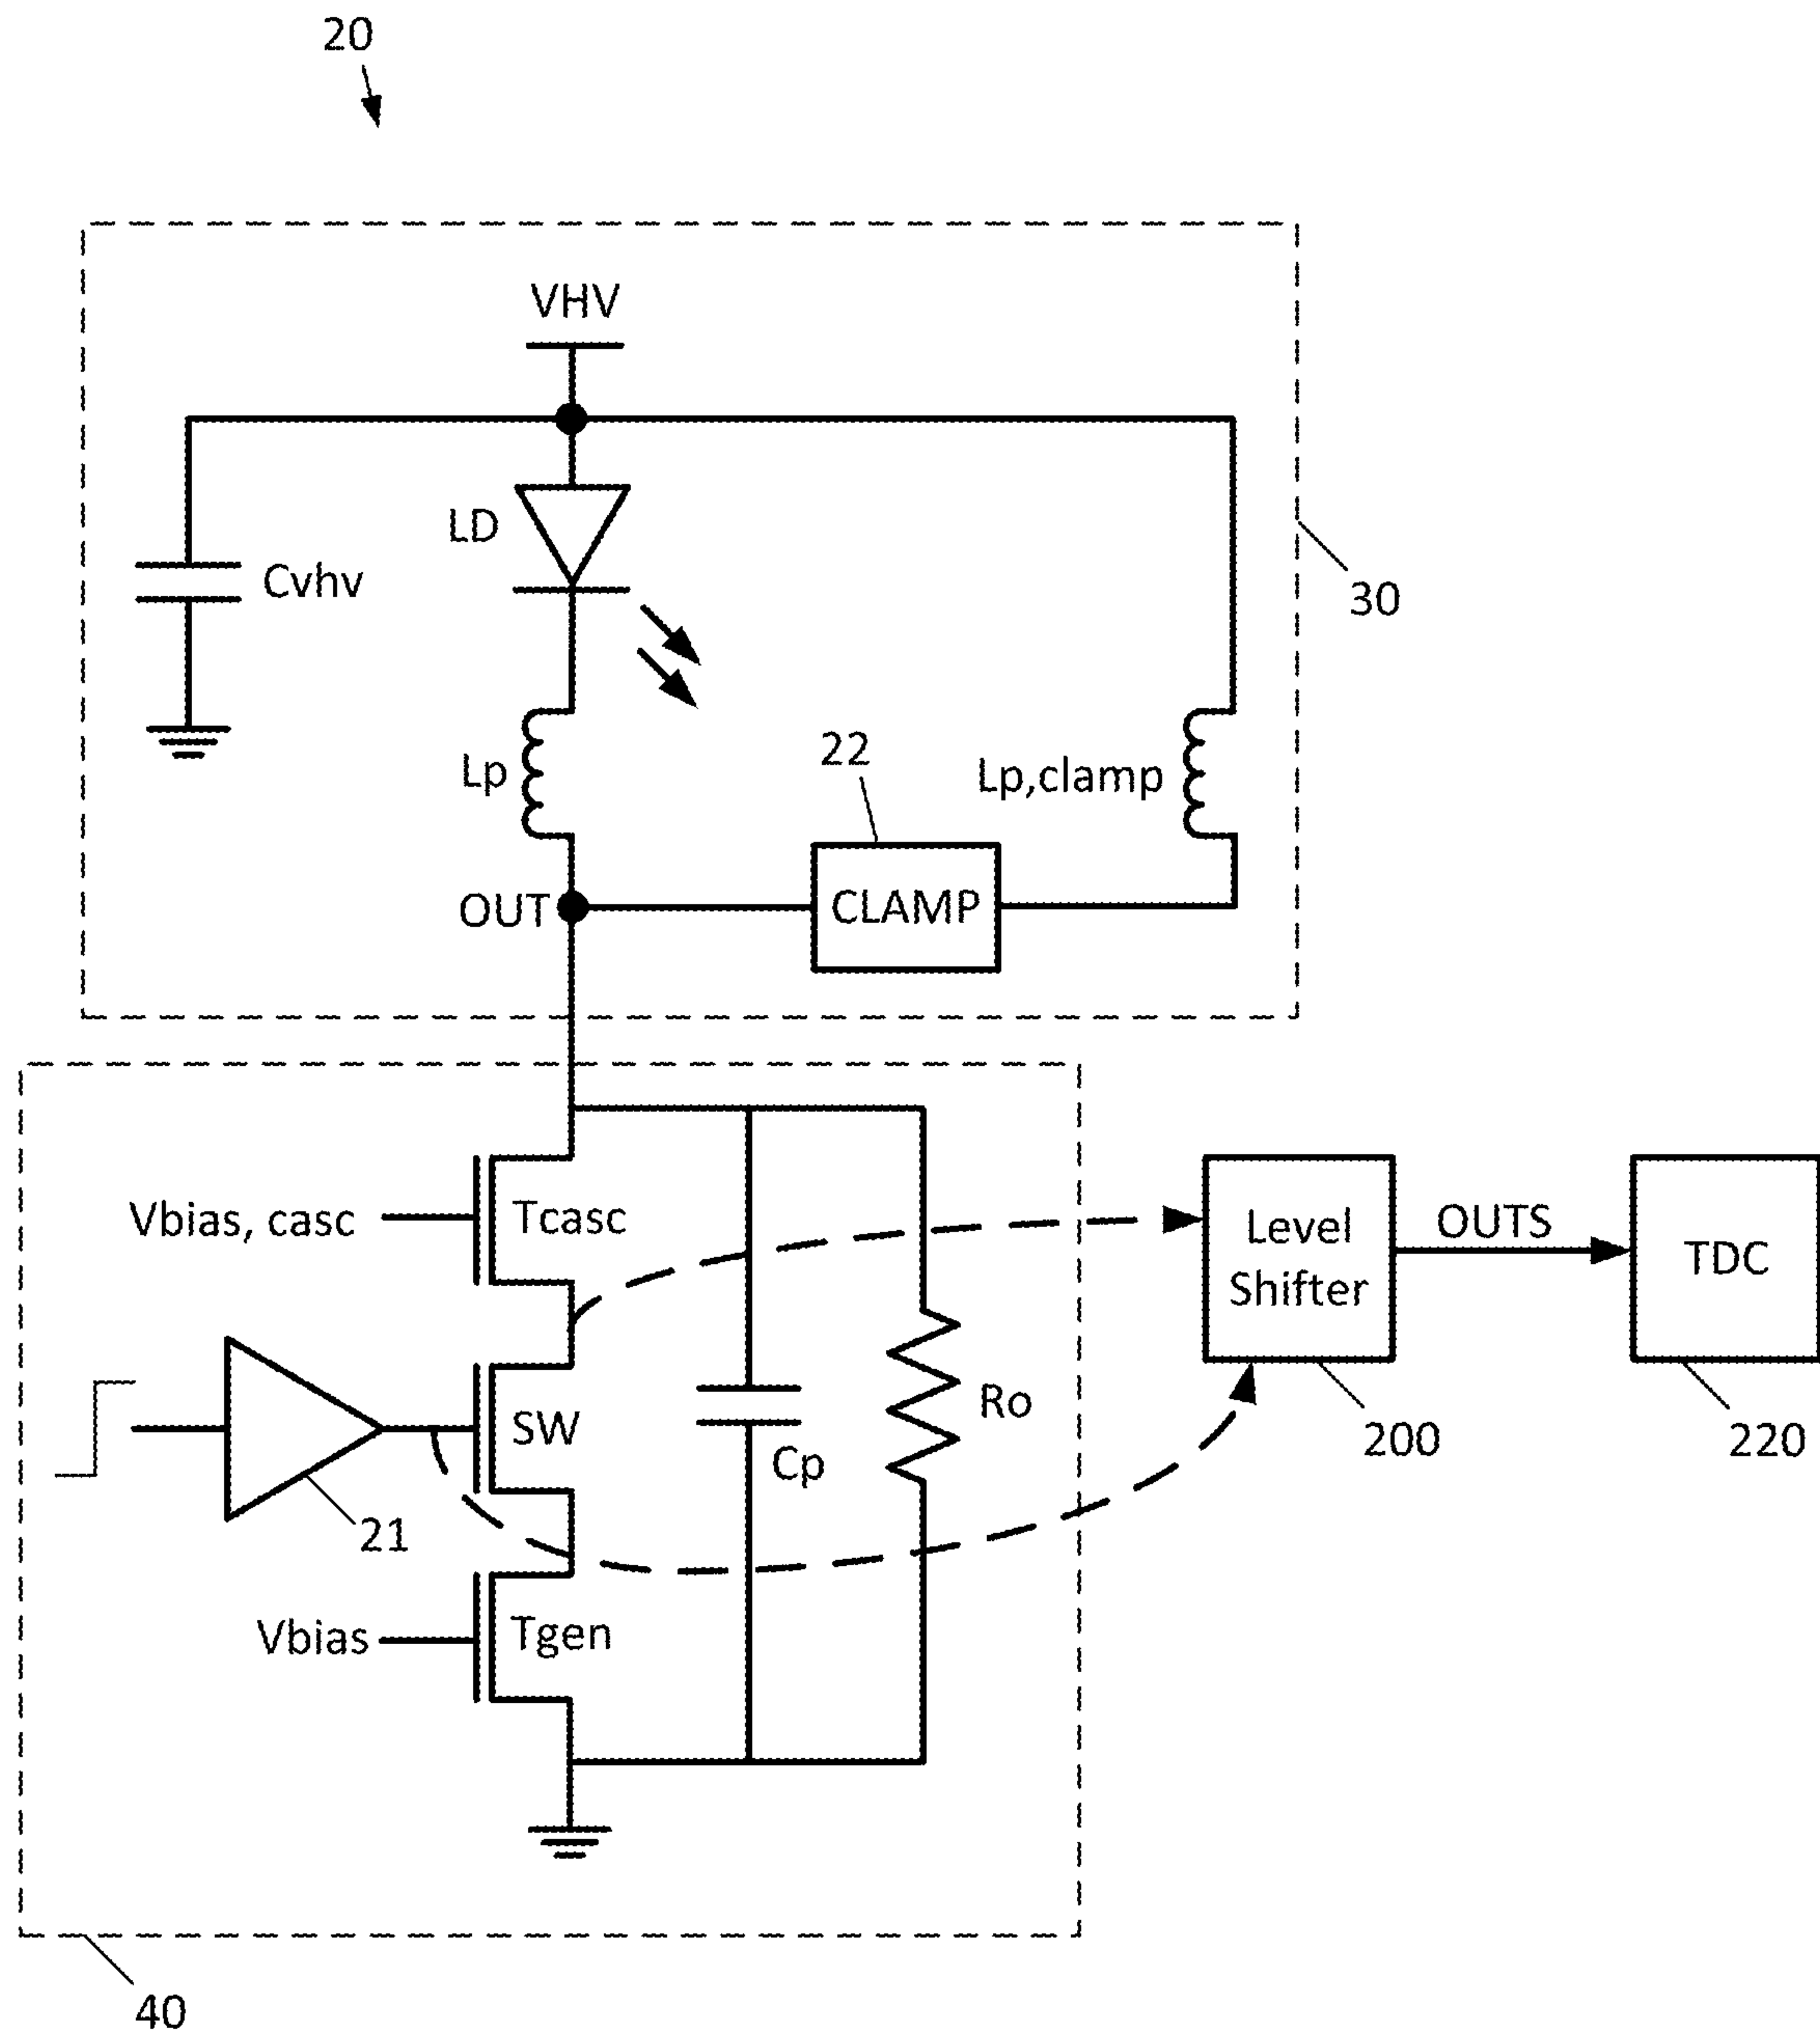 20
VHV
LD
Cvhv
30
Lp
22
Lp,clamp
OUT
CLAMP
Vbias, casc
Tcasc
Level
Shifter
OUTS
TDC
SW
Ro
Cp
200
220
21
Vbias
Tgen
40